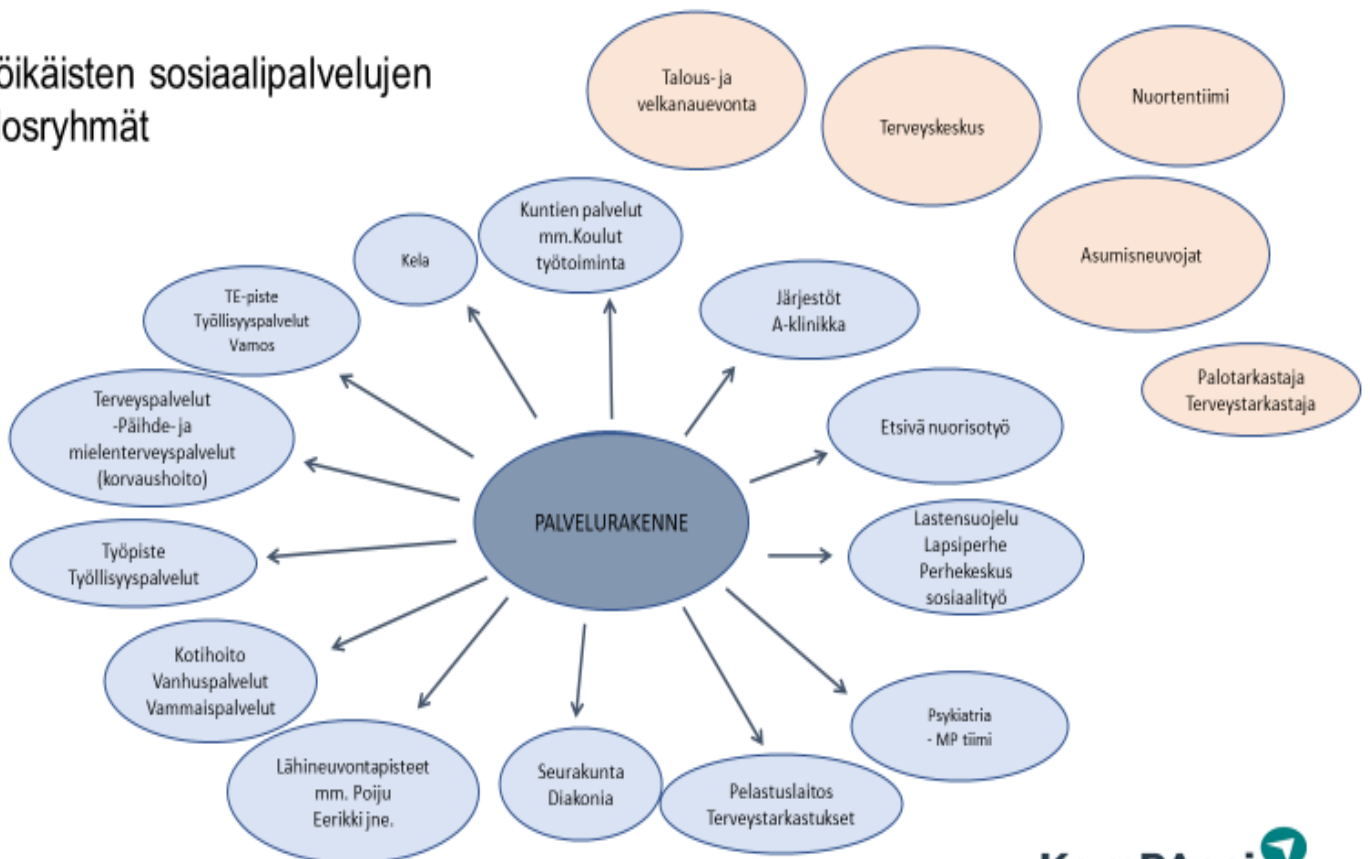 öikäisten sosiaalipalvelujen
losryhmät
Talous- ja
velkanauevonta
Terveyskeskus
Nuortentiimi
Asumisneuvojat
Palotarkastaja
Terveystarkastaja
Kuntien palvelut
mm.Koulut
työtoiminta
Kela
TE-piste
Työllisyyspalvelut
Vamos
Järjestöt
A-klinikka
Terveyspalvelut
-Päihde- ja
mielenterveyspalvelut
(korvaushoito)
Etsivä nuorisotyö
PALVELURAKENNE
Työpiste
Työllisyyspalvelut
Lastensuojelu
Lapsiperhe
Perhekeskus
sosiaalityö
Kotihoito
Vanhuspalvelut
Vammaispalvelut
Psykiatria
- MP tiimi
Lähineuvontapisteet
mm. Poiju
Eerikki jne.
Seurakunta
Diakonia
Pelastuslaitos
Terveystarkastukset